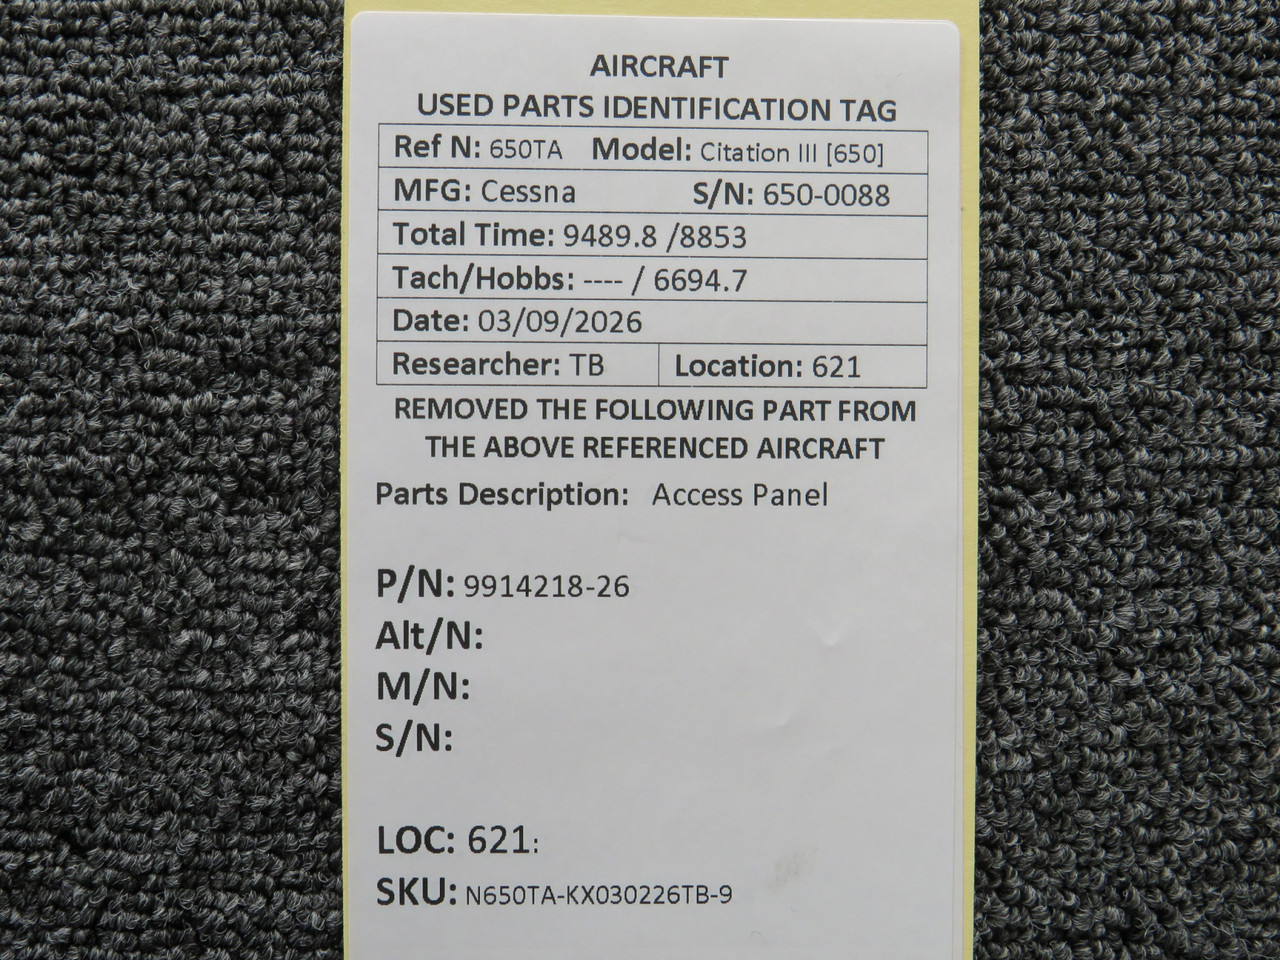 AIRCRAFT
USED PARTS IDENTIFICATION TAG
Ref N: 650TA Model: Citation III [650]
MFG: Cessna S/N: 650-0088
Total Time: 9489.8 /8853
Tach/Hobbs: ---- / 6694.7
Date: 03/09/2026
Researcher: TB Location: 621
REMOVED THE FOLLOWING PART FROM
THE ABOVE REFERENCED AIRCRAFT
Parts Description: Access Panel
P/N: 9914218-26
Alt/N:
M/N:
S/N:
LOC: 621:
SKU: N650TA-KX030226TB-9